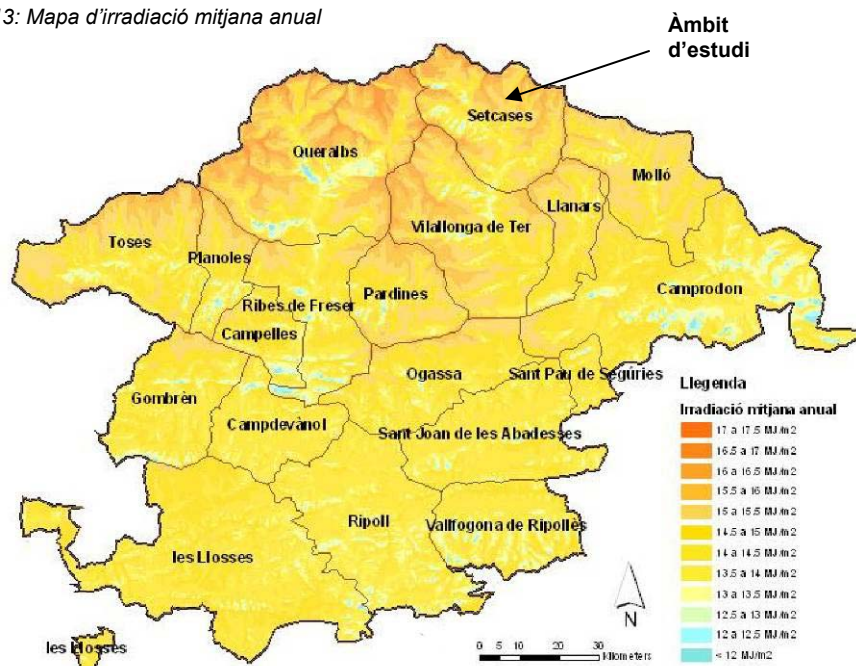 3: Mapa d'irradiació mitjana anual
Àmbit
d'estudi
Setcases
Queralbs
Molló
Llanars
Vilallonga de Ter
Toses
Planoles
Camprodon
Ribes de Freser
Pardines
Campelles
Ogassa
Sant Pau de Segúries
Gombrèn
Campdevànol
Sant Joan de les Abadesses
Ripoll
Vallfogona de Ripollès
les Llosses
les Llosses
Llegenda
Irradiació mitjana anual
17 a 17.5 MJ/m2
16.5 a 17 MJ/m2
16 a 16.5 MJ/m2
15.5 a 16 MJ/m2
15 a 15.5 MJ/m2
14.5 a 15 MJ/m2
14 a 14.5 MJ/m2
13.5 a 14 MJ/m2
13 a 13.5 MJ/m2
12.5 a 13 MJ/m2
12 a 12.5 MJ/m2
< 12 MJ/m2
N
0 5 10 20 30
kilometers